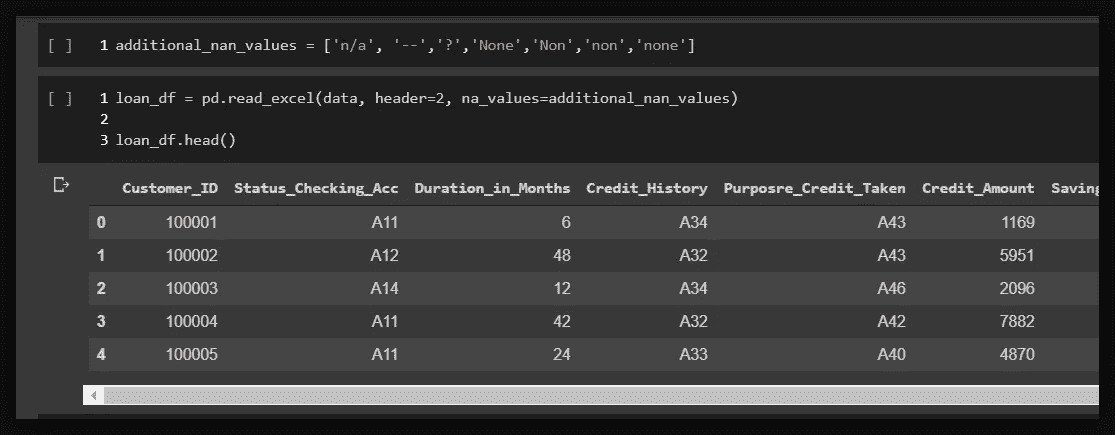 [ ] 1 additional_nan_values = ['n/a', '--','?','None','Non','non','none']
[ ] 1 loan_df = pd.read_excel(data, header=2, na_values=additional_nan_values)
2
3 loan_df.head()
Customer_ID Status_Checking_Acc Duration_in_Months Credit_History Purposre_Credit_Taken Credit_Amount Saving
0 100001 A11 6 A34 A43 1169
1 100002 A12 48 A32 A43 5951
2 100003 A14 12 A34 A46 2096
3 100004 A11 42 A32 A42 7882
4 100005 A11 24 A33 A40 4870